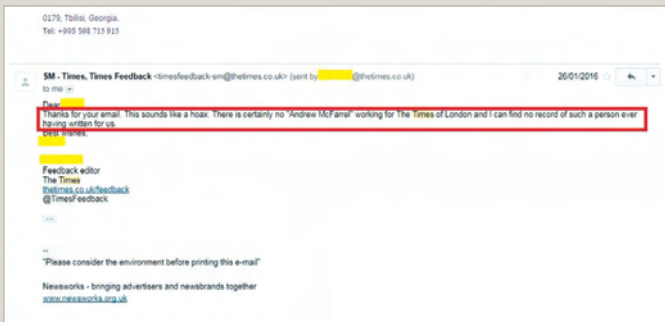 0179, Tbilisi, Georgia.
Tel: +995 598 715 915
SM - Times, Times Feedback <timesfeedback-sm@thetimes.co.uk> (sent by @thetimes.co.uk)
26/01/2016
to me
Dear
Thanks for your email. This sounds like a hoax. There is certainly no "Andrew McFarrel" working for The Times of London and I can find no record of such a person ever
having written for us.
Best wishes,
Feedback editor
The Times
thetimes.co.uk/feedback
@TimesFeedback
...
--
"Please consider the environment before printing this e-mail"
Newsworks - bringing advertisers and newsbrands together
www.newsworks.org.uk